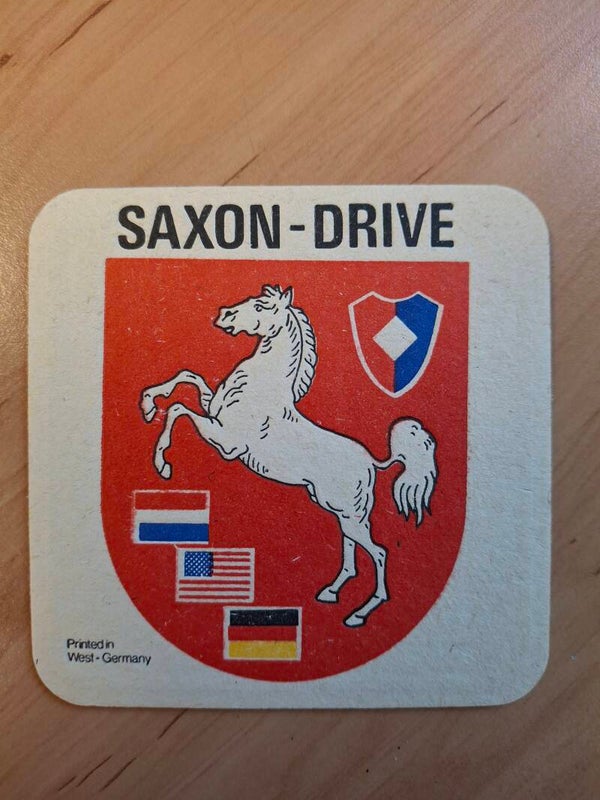 SAXON-DRIVE
Printed in
West-Germany